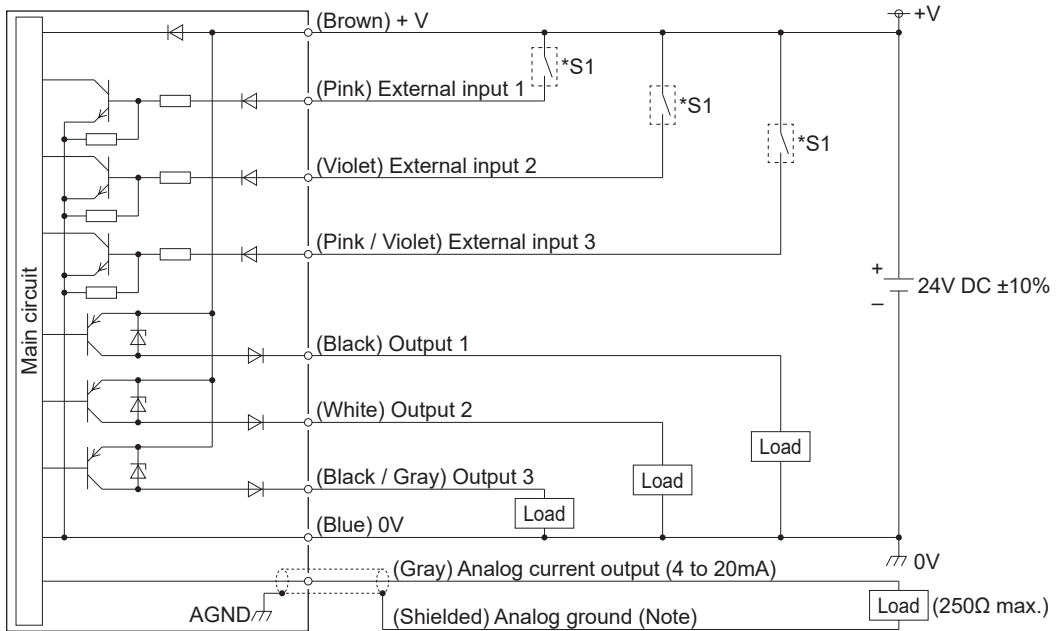 (Brown) + V
+V
*S1
(Pink) External input 1
*S1
*S1
(Violet) External input 2
(Pink / Violet) External input 3
Main circuit
+
24V DC ±10%
–
(Black) Output 1
(White) Output 2
Load
Load
(Black / Gray) Output 3
Load
(Blue) 0V
0V
(Gray) Analog current output (4 to 20mA)
AGND
(Shielded) Analog ground (Note)
Load (250Ω max.)